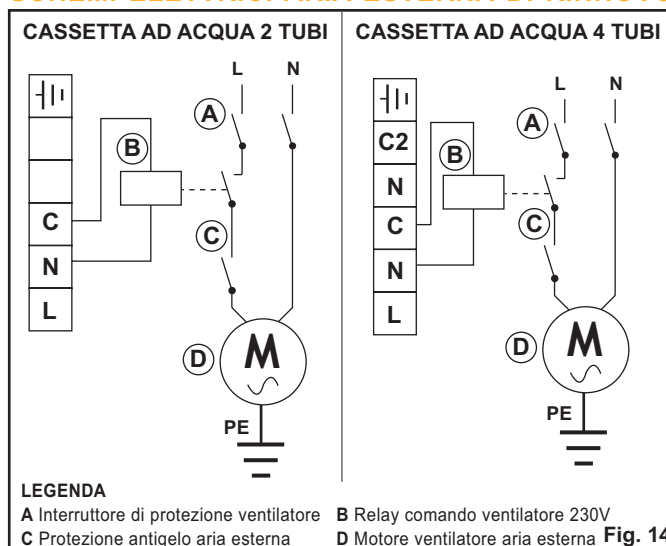 CASSETTA AD ACQUA 2 TUBI
L N
A
B
C
N
L
C
D
M
PE
CASSETTA AD ACQUA 4 TUBI
L N
A
C2
B
N
C
N
L
C
D
M
PE
LEGENDA
A Interruttore di protezione ventilatore B Relay comando ventilatore 230V
C Protezione antigelo aria esterna D Motore ventilatore aria esterna Fig. 14